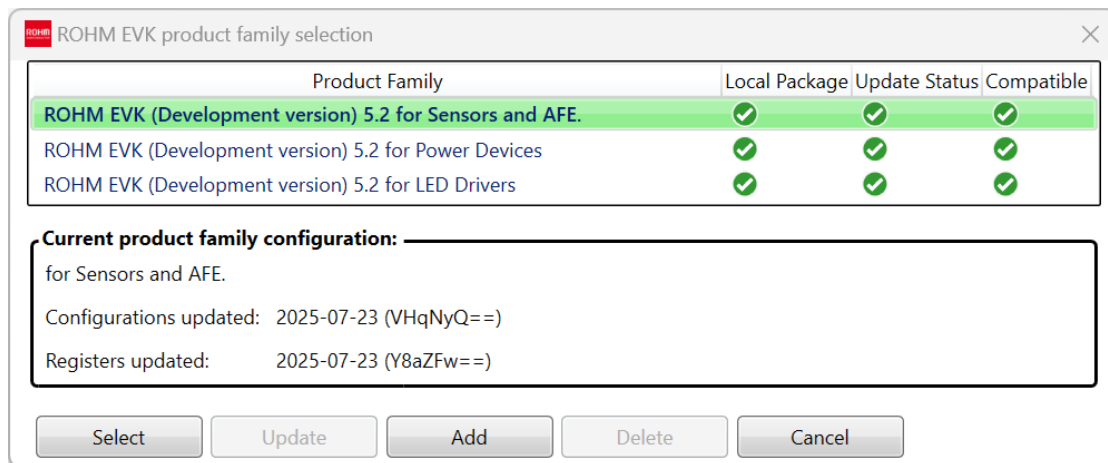 ROHM ROHM EVK product family selection
Product Family Local Package Update Status Compatible
ROHM EVK (Development version) 5.2 for Sensors and AFE.
ROHM EVK (Development version) 5.2 for Power Devices
ROHM EVK (Development version) 5.2 for LED Drivers
Current product family configuration:
for Sensors and AFE.
Configurations updated: 2025-07-23 (VHqNyQ==)
Registers updated: 2025-07-23 (Y8aZFw==)
Select Update Add Delete Cancel